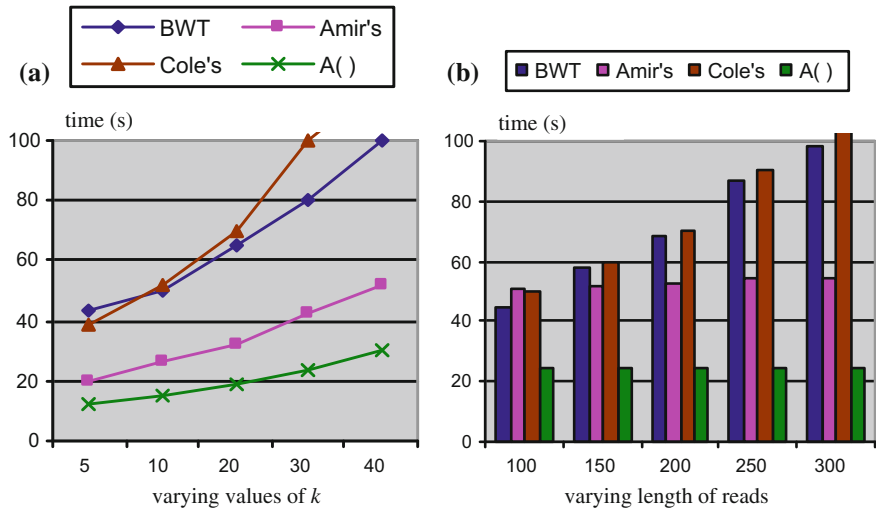 BWT Amir's
Cole's A( )
(a)
time (s)
100
80
60
40
20
0
5 10 20 30 40
varying values of k
(b)
BWT Amir's Cole's A( )
time (s)
100
80
60
40
20
0
100 150 200 250 300
varying length of reads